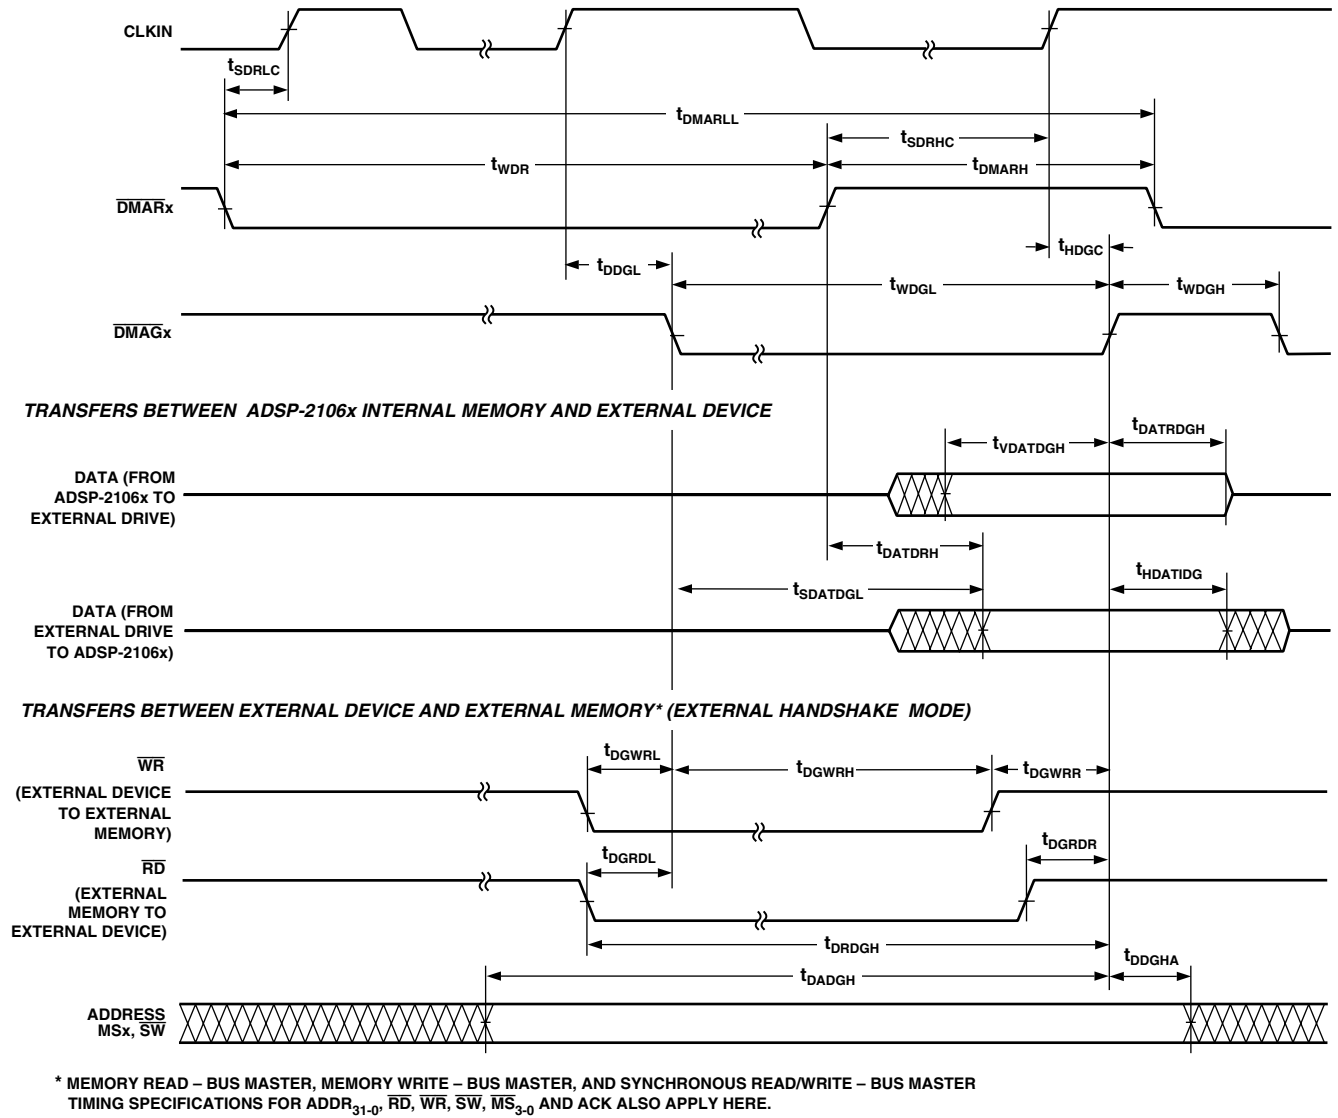 CLKIN
tSDRLC
tDMARLL
tSDRHC
tWDR
tDMARH
DMARx
tHDGC
tDDGL
tWDGL
tWDGH
DMAGx
TRANSFERS BETWEEN ADSP-2106x INTERNAL MEMORY AND EXTERNAL DEVICE
tVDATDGH
tDATRDGH
DATA (FROM
ADSP-2106x TO
EXTERNAL DRIVE)
tDATDRH
tSDATDGL
tHDATIDG
DATA (FROM
EXTERNAL DRIVE
TO ADSP-2106x)
TRANSFERS BETWEEN EXTERNAL DEVICE AND EXTERNAL MEMORY* (EXTERNAL HANDSHAKE MODE)
tDGWRL
tDGWRH
tDGWRR
WR
(EXTERNAL DEVICE
TO EXTERNAL
MEMORY)
tDGRDL
tDGRDR
RD
(EXTERNAL
MEMORY TO
EXTERNAL DEVICE)
tDRDGH
tDADGH
tDDGHA
ADDRESS
MSx, SW
* MEMORY READ – BUS MASTER, MEMORY WRITE – BUS MASTER, AND SYNCHRONOUS READ/WRITE – BUS MASTER
TIMING SPECIFICATIONS FOR ADDR31-0, RD, WR, SW, MS3-0 AND ACK ALSO APPLY HERE.